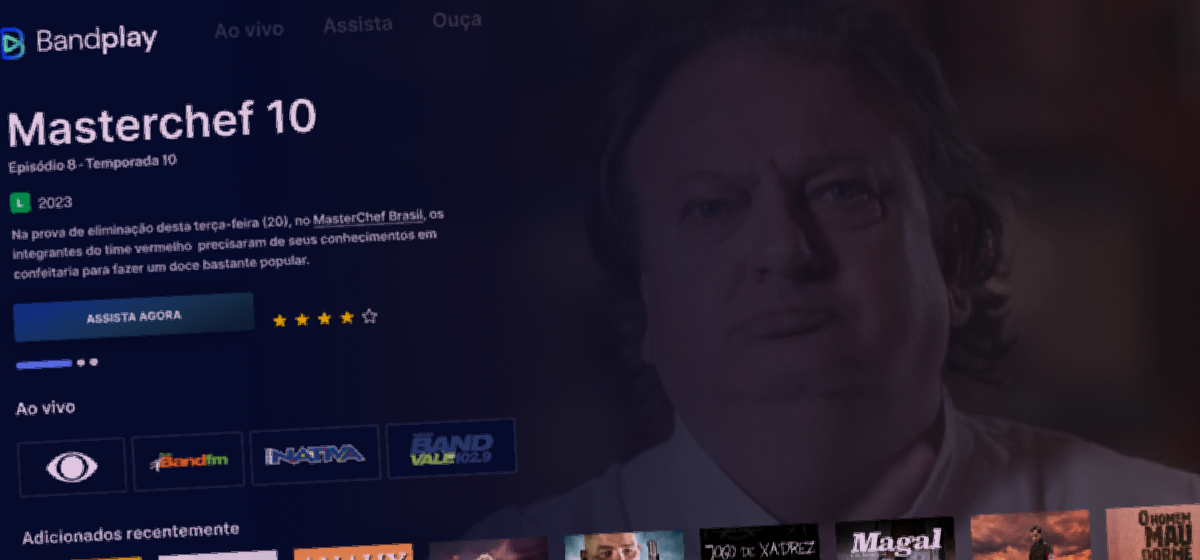 Bandplay
Ao vivo Assista Ouça
Masterchef 10
Episódio 8 - Temporada 10
L 2023
Na prova de eliminação desta terça-feira (20), no MasterChef Brasil, os
integrantes do time vermelho precisaram de seus conhecimentos em
confeitaria para fazer um doce bastante popular.
ASSISTA AGORA
Ao vivo
Bandfm
NATIVA
BAND
VALE 102.9
Adicionados recentemente
JOGO DE XADREZ
Magal
O HOMEM
MAU